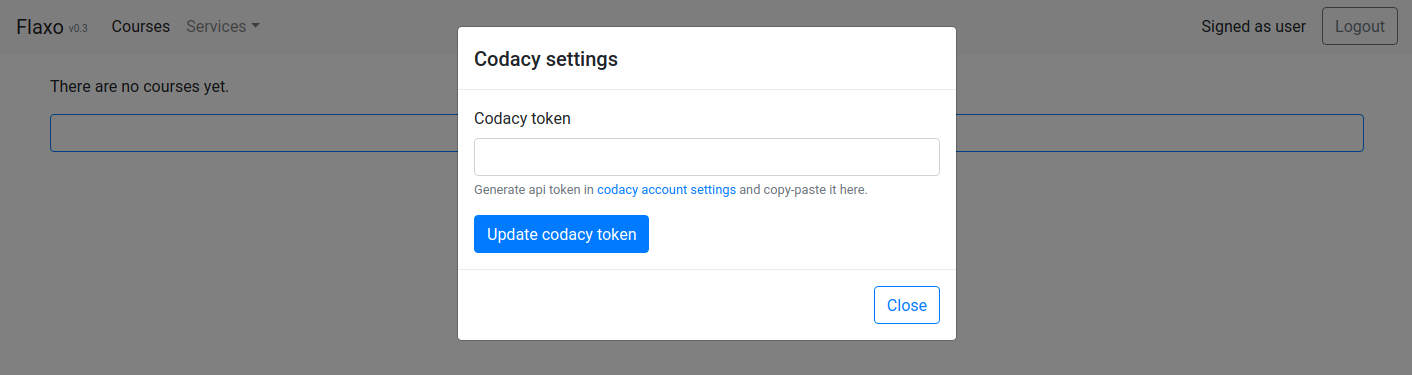 Flaxo v0.3 Courses Services Signed as user Logout
Codacy settings
There are no courses yet.
Codacy token
Generate api token in codacy account settings and copy-paste it here.
Update codacy token
Close